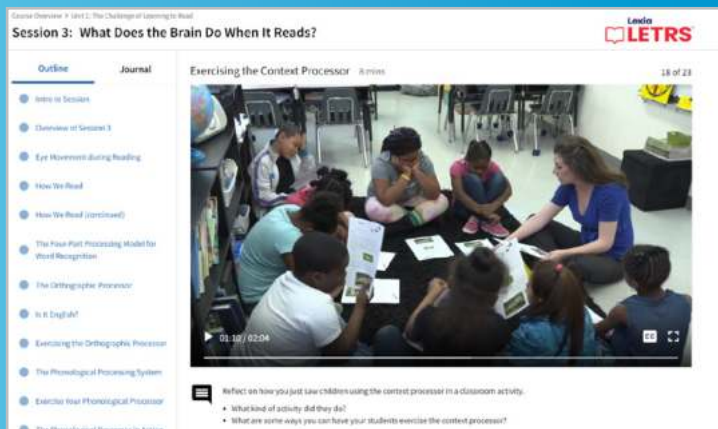 Course Overview > Unit 1: The Challenge of Learning to Read
Session 3: What Does the Brain Do When It Reads?
Lexia
LETRS
Outline
Journal
Intro to Session
Overview of Session 3
Eye Movement during Reading
How We Read
How We Read (continued)
The Four-Part Processing Model for
Word Recognition
The Orthographic Processor
Is It English?
Exercising the Orthographic Processor
The Phonological Processing System
Exercise Your Phonological Processor
The Phonological Processor in Action
Exercising the Context Processor 8 mins
18 of 23
01:10 / 02:04
CC
Reflect on how you just saw children using the context processor in a classroom activity.
• What kind of activity did they do?
• What are some ways you can have your students exercise the context processor?